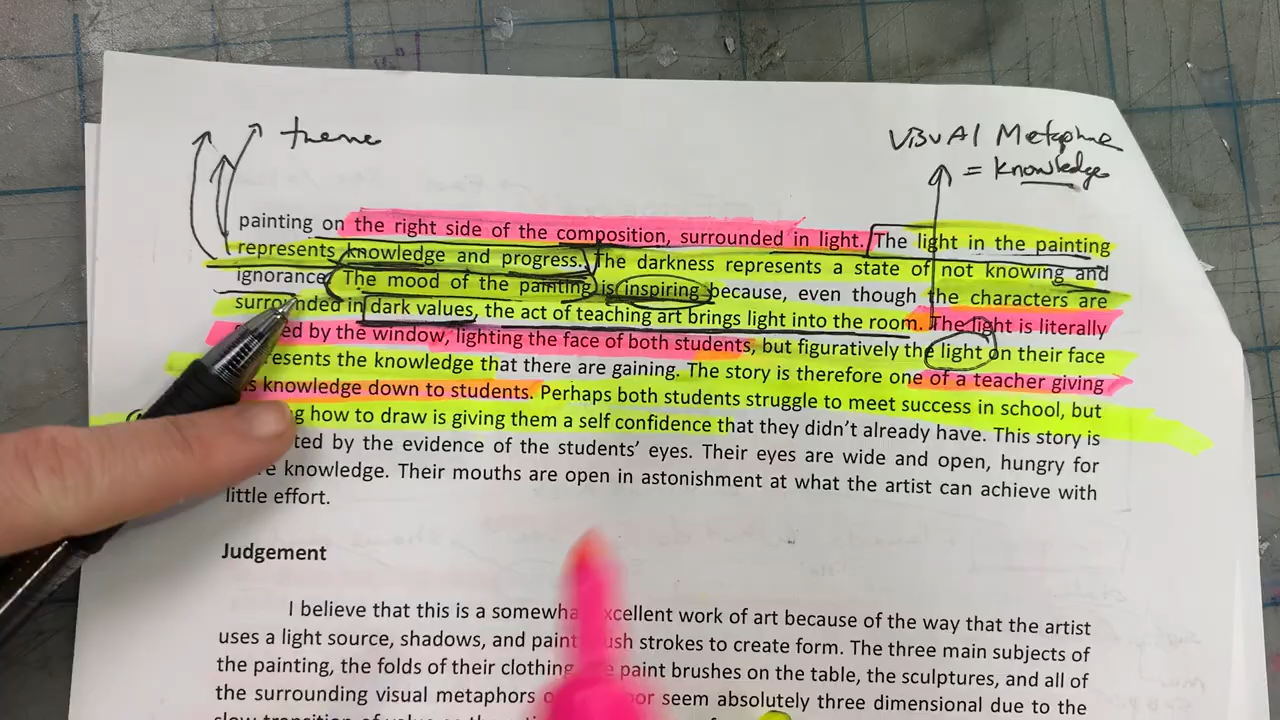 theme
VISUAl Metaphor
= Knowledge
painting on the right side of the composition, surrounded in light. The light in the painting
represents knowledge and progress. The darkness represents a state of not knowing and
ignorance. The mood of the painting is inspiring because, even though the characters are
surrounded in dark values, the act of teaching art brings light into the room. The light is literally
by the window, lighting the face of both students, but figuratively the light on their face
represents the knowledge that there are gaining. The story is therefore one of a teacher giving
knowledge down to students. Perhaps both students struggle to meet success in school, but
how to draw is giving them a self confidence that they didn't already have. This story is
by the evidence of the students' eyes. Their eyes are wide and open, hungry for
knowledge. Their mouths are open in astonishment at what the artist can achieve with
little effort.
Judgement
I believe that this is a somewhat excellent work of art because of the way that the artist
uses a light source, shadows, and paint brush strokes to create form. The three main subjects of
the painting, the folds of their clothing, paint brushes on the table, the sculptures, and all of
the surrounding visual metaphors seem absolutely three dimensional due to the
slow transition of value